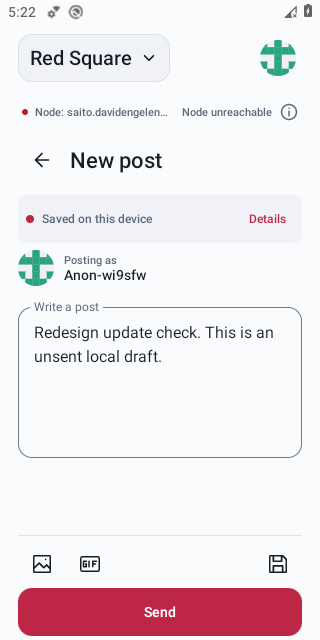 5:22
Red Square
Node: saito.davidengelen...
Node unreachable
New post
Saved on this device
Details
Posting as
Anon-wi9sfw
Write a post
Redesign update check. This is an
unsent local draft.
GIF
Send